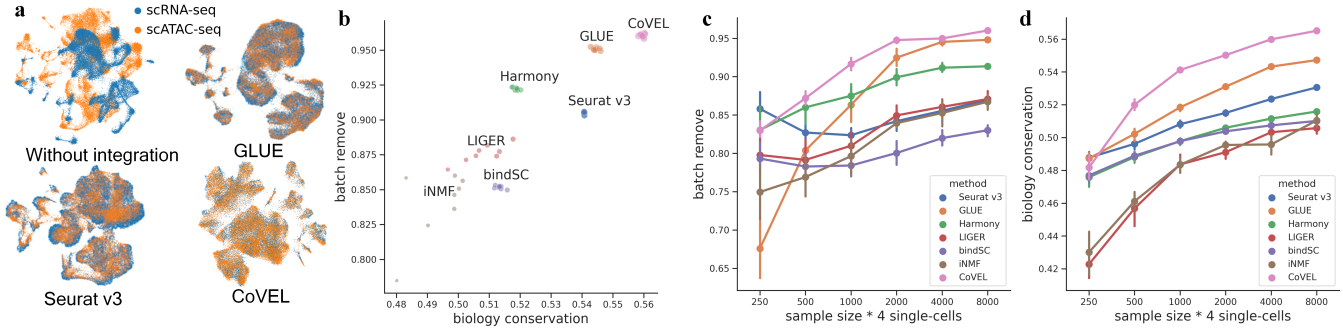 a
scRNA-seq
scATAC-seq
Without integration
GLUE
Seurat v3
CoVEL
b
batch remove
0.950
0.925
0.900
0.875
0.850
0.825
0.800
CoVEL
GLUE
Harmony
Seurat v3
LIGER
bindSC
iNMF
0.48 0.49 0.50 0.51 0.52 0.53 0.54 0.55 0.56
biology conservation
c
batch remove
0.95
0.90
0.85
0.80
0.75
0.70
0.65
method
Seurat v3
GLUE
Harmony
LIGER
bindSC
iNMF
CoVEL
250 500 1000 2000 4000 8000
sample size * 4 single-cells
d
biology conservation
0.56
0.54
0.52
0.50
0.48
0.46
0.44
0.42
method
Seurat v3
GLUE
Harmony
LIGER
bindSC
iNMF
CoVEL
250 500 1000 2000 4000 8000
sample size * 4 single-cells